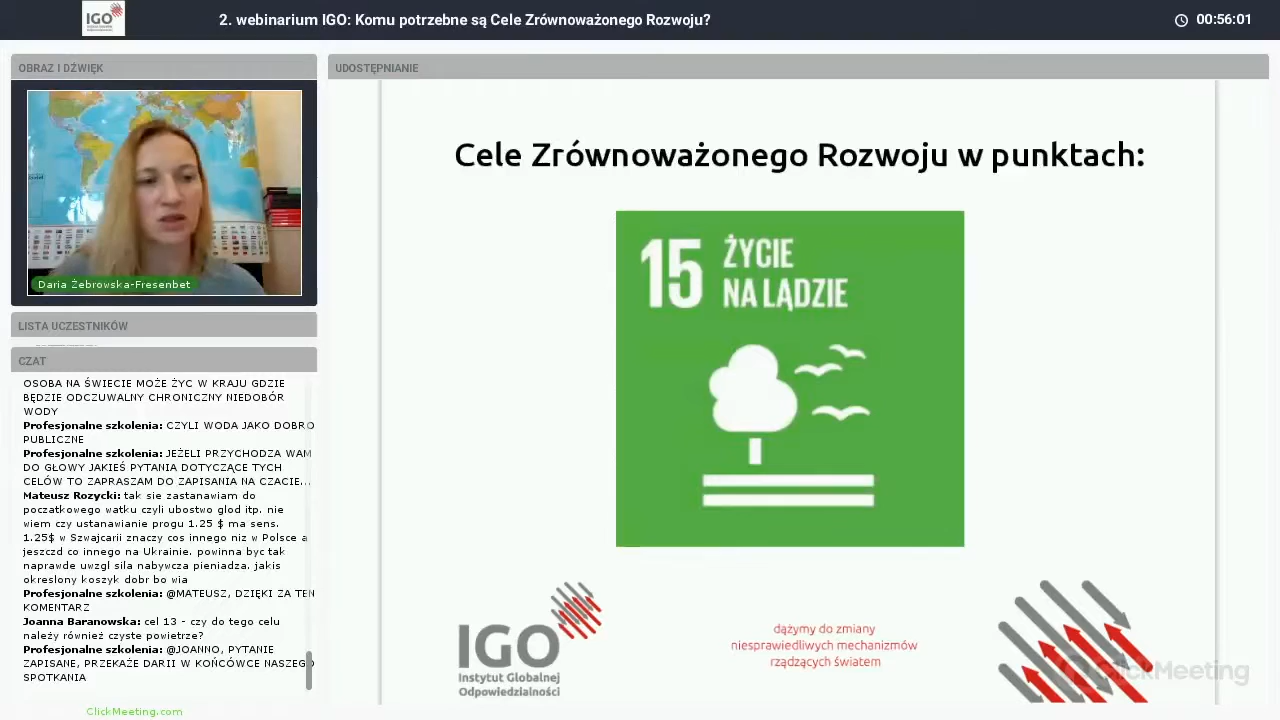 IGO
2. webinarium IGO: Komu potrzebne są Cele Zrównoważonego Rozwoju?
00:56:01
OBRAZ I DŹWIĘK
Daria Żebrowska-Fresenbet
LISTA UCZESTNIKÓW
CZAT
OSOBA NA ŚWIECIE MOŻE ŻYC W KRAJU GDZIE
BĘDZIE ODCZUWALNY CHRONICZNY NIEDOBÓR
WODY
Profesjonalne szkolenia: CZYLI WODA JAKO DOBRO
PUBLICZNE
Profesjonalne szkolenia: JEŻELI PRZYCHODZA WAM
DO GŁOWY JAKIEŚ PYTANIA DOTYCZĄCE TYCH
CELÓW TO ZAPRASZAM DO ZAPISANIA NA CZACIE...
Mateusz Rozycki: tak sie zastanawiam do
poczatkowego watku czyli ubostwo glod itp. nie
wiem czy ustanawianie progu 1.25 $ ma sens.
1.25$ w Szwajcarii znaczy cos innego niz w Polsce a
jeszczd co innego na Ukrainie. powinna byc tak
naprawde uwzgl sila nabywcza pieniadza. jakis
okreslony koszyk dobr bo wia
Profesjonalne szkolenia: @MATEUSZ, DZIĘKI ZA TEN
KOMENTARZ
Joanna Baranowska: cel 13 - czy do tego celu
należy również czyste powietrze?
Profesjonalne szkolenia: @JOANNO, PYTANIE
ZAPISANE, PRZEKAŻE DARII W KOŃCÓWCE NASZEGO
SPOTKANIA
ClickMeeting.com
UDOSTĘPNIANIE
Cele Zrównoważonego Rozwoju w punktach:
15 ŻYCIE
NA LĄDZIE
IGO
Instytut Globalnej
Odpowiedzialności
dążymy do zmiany
niesprawiedliwych mechanizmów
rządzących światem
ClickMeeting